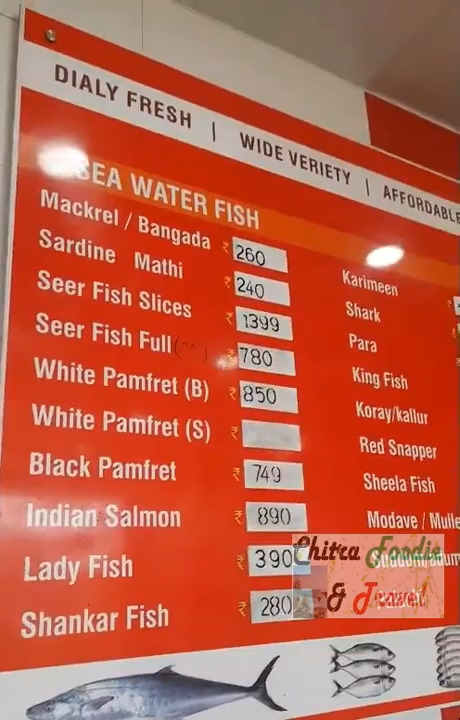 DIALY FRESH | WIDE VERIETY | AFFORDABLE
SEA WATER FISH
Mackrel / Bangada ₹ 260
Sardine Mathi ₹ 240
Seer Fish Slices ₹ 1399
Seer Fish Full ₹ 780
White Pamfret (B) ₹ 850
White Pamfret (S) ₹
Black Pamfret ₹ 749
Indian Salmon ₹ 890
Lady Fish ₹ 390
Shankar Fish ₹ 280
Karimeen ₹
Shark ₹
Para ₹
King Fish
Koray/kallur
Red Snapper
Sheela Fish
Modave / Mulle
Chitra Foodie
& Travel